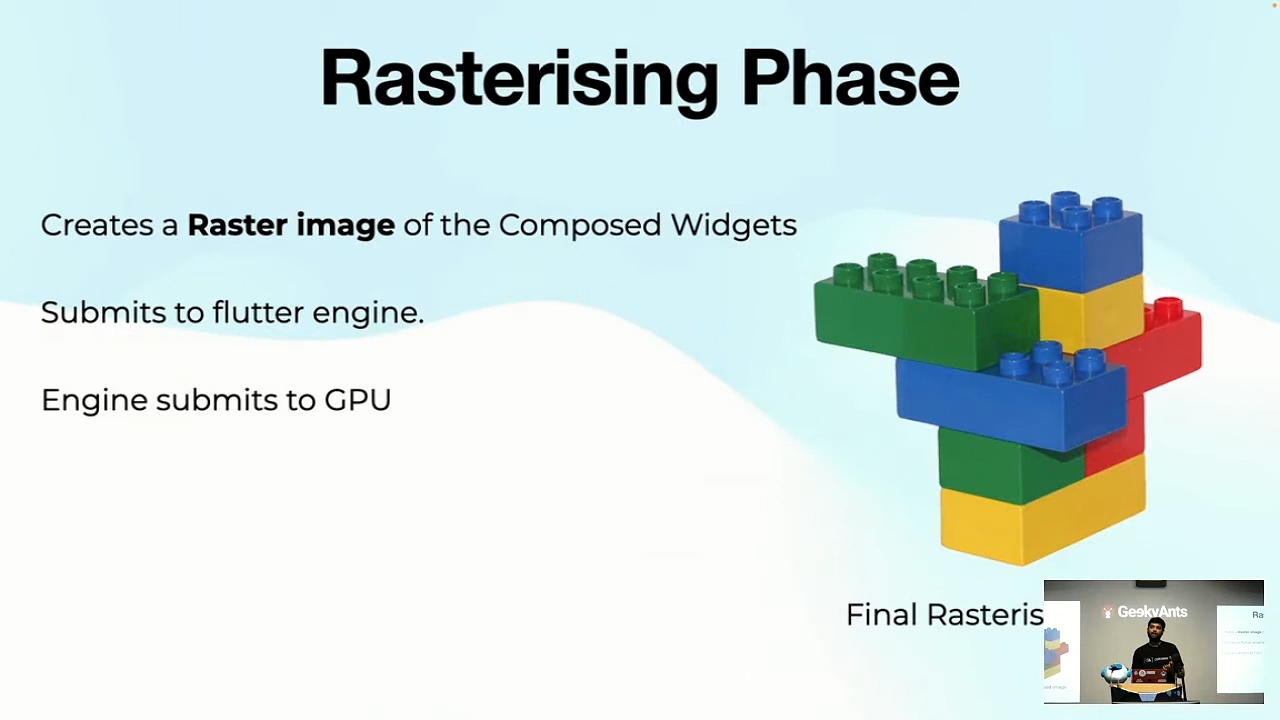 Rasterising Phase
Creates a Raster image of the Composed Widgets
Submits to flutter engine.
Engine submits to GPU
Final Rasteris
GeekyAnts
Ra